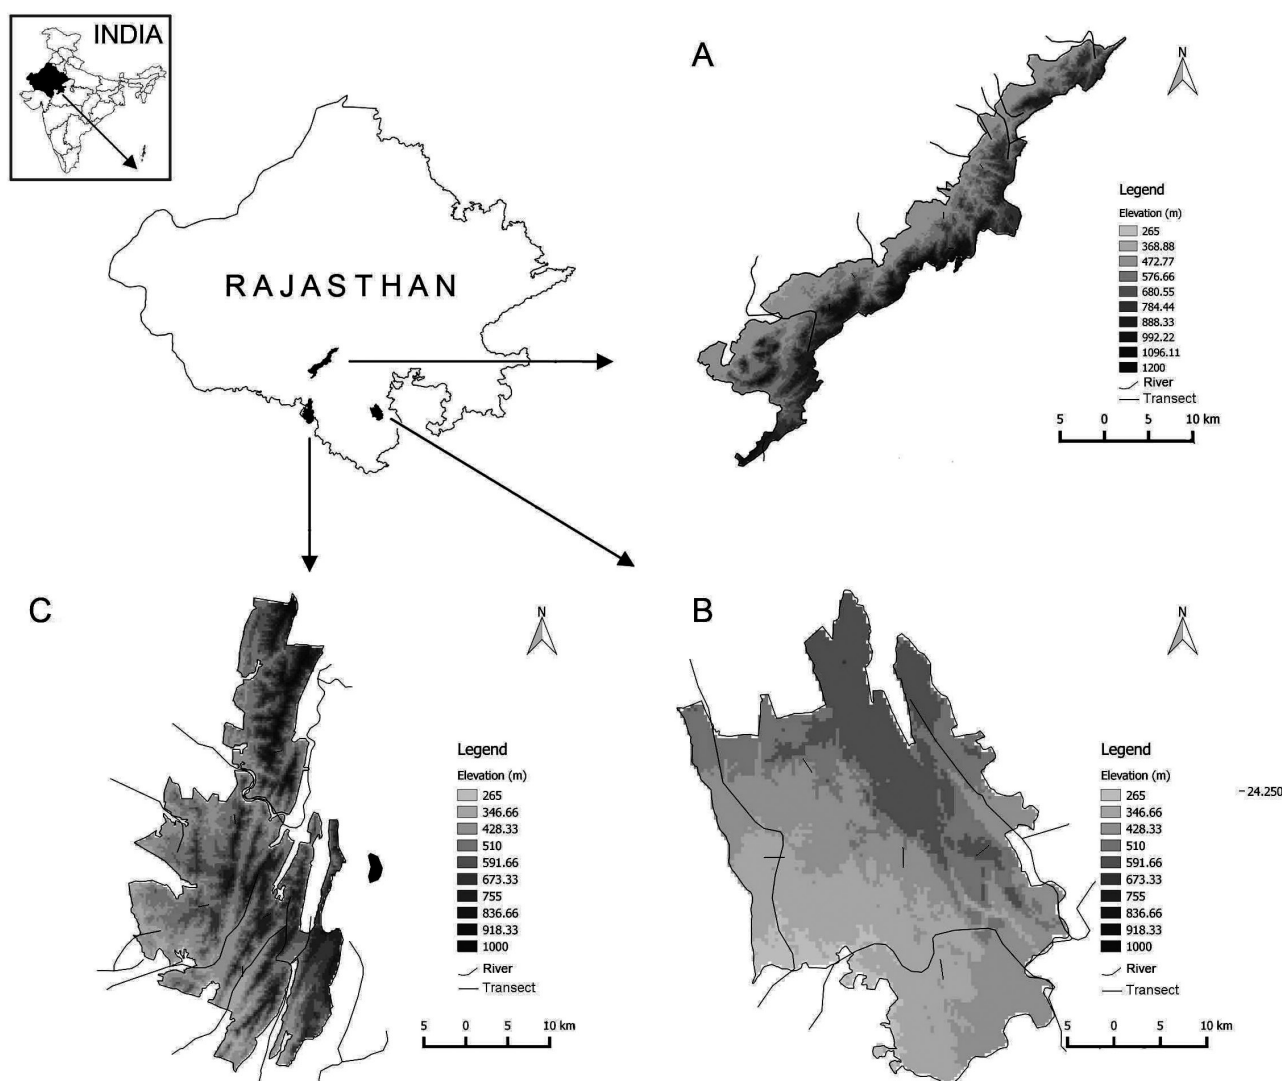 INDIA
RAJASTHAN
A
N
Legend
Elevation (m)
265
368.88
472.77
576.66
680.55
784.44
888.33
992.22
1096.11
1200
River
Transect
5 0 5 10 km
C
N
Legend
Elevation (m)
265
346.66
428.33
510
591.66
673.33
755
836.66
918.33
1000
River
Transect
5 0 5 10 km
B
N
Legend
Elevation (m)
265
346.66
428.33
510
591.66
673.33
755
836.66
918.33
1000
River
Transect
5 0 5 10 km
-24.250